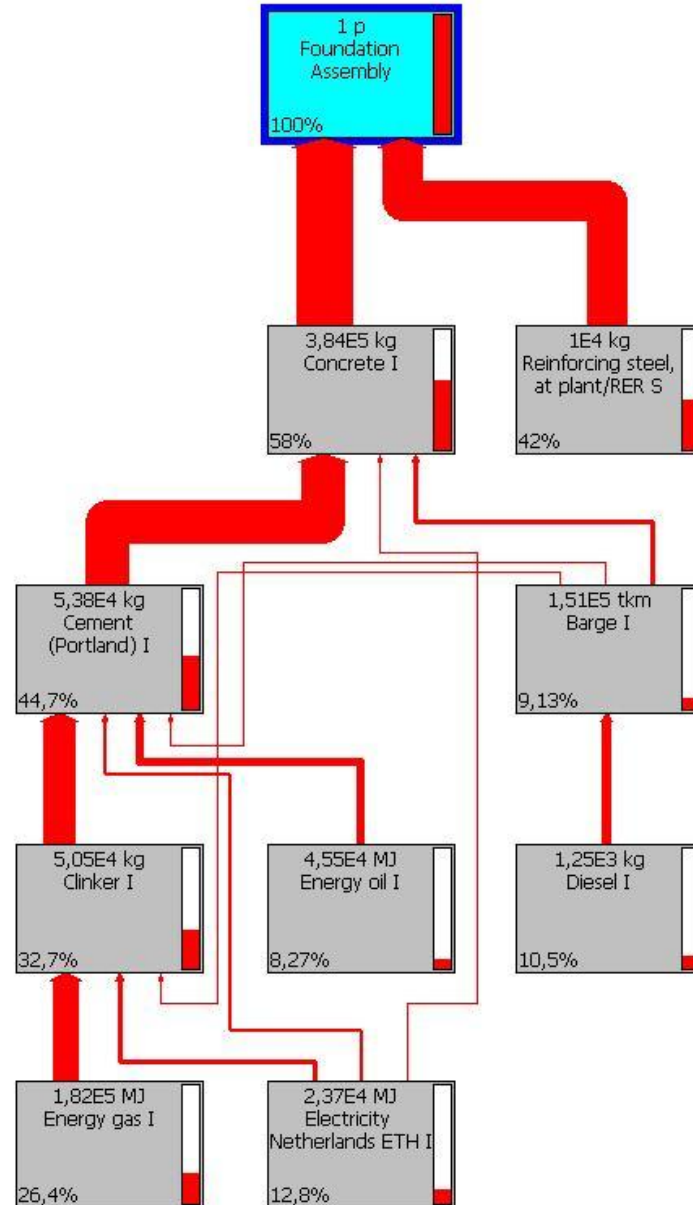 1 p
Foundation
Assembly
100%
3,84E5 kg
Concrete I
58%
1E4 kg
Reinforcing steel,
at plant/RER S
42%
5,38E4 kg
Cement
(Portland) I
44,7%
1,51E5 tkm
Barge I
9,13%
5,05E4 kg
Clinker I
32,7%
4,55E4 MJ
Energy oil I
8,27%
1,25E3 kg
Diesel I
10,5%
1,82E5 MJ
Energy gas I
26,4%
2,37E4 MJ
Electricity
Netherlands ETH I
12,8%